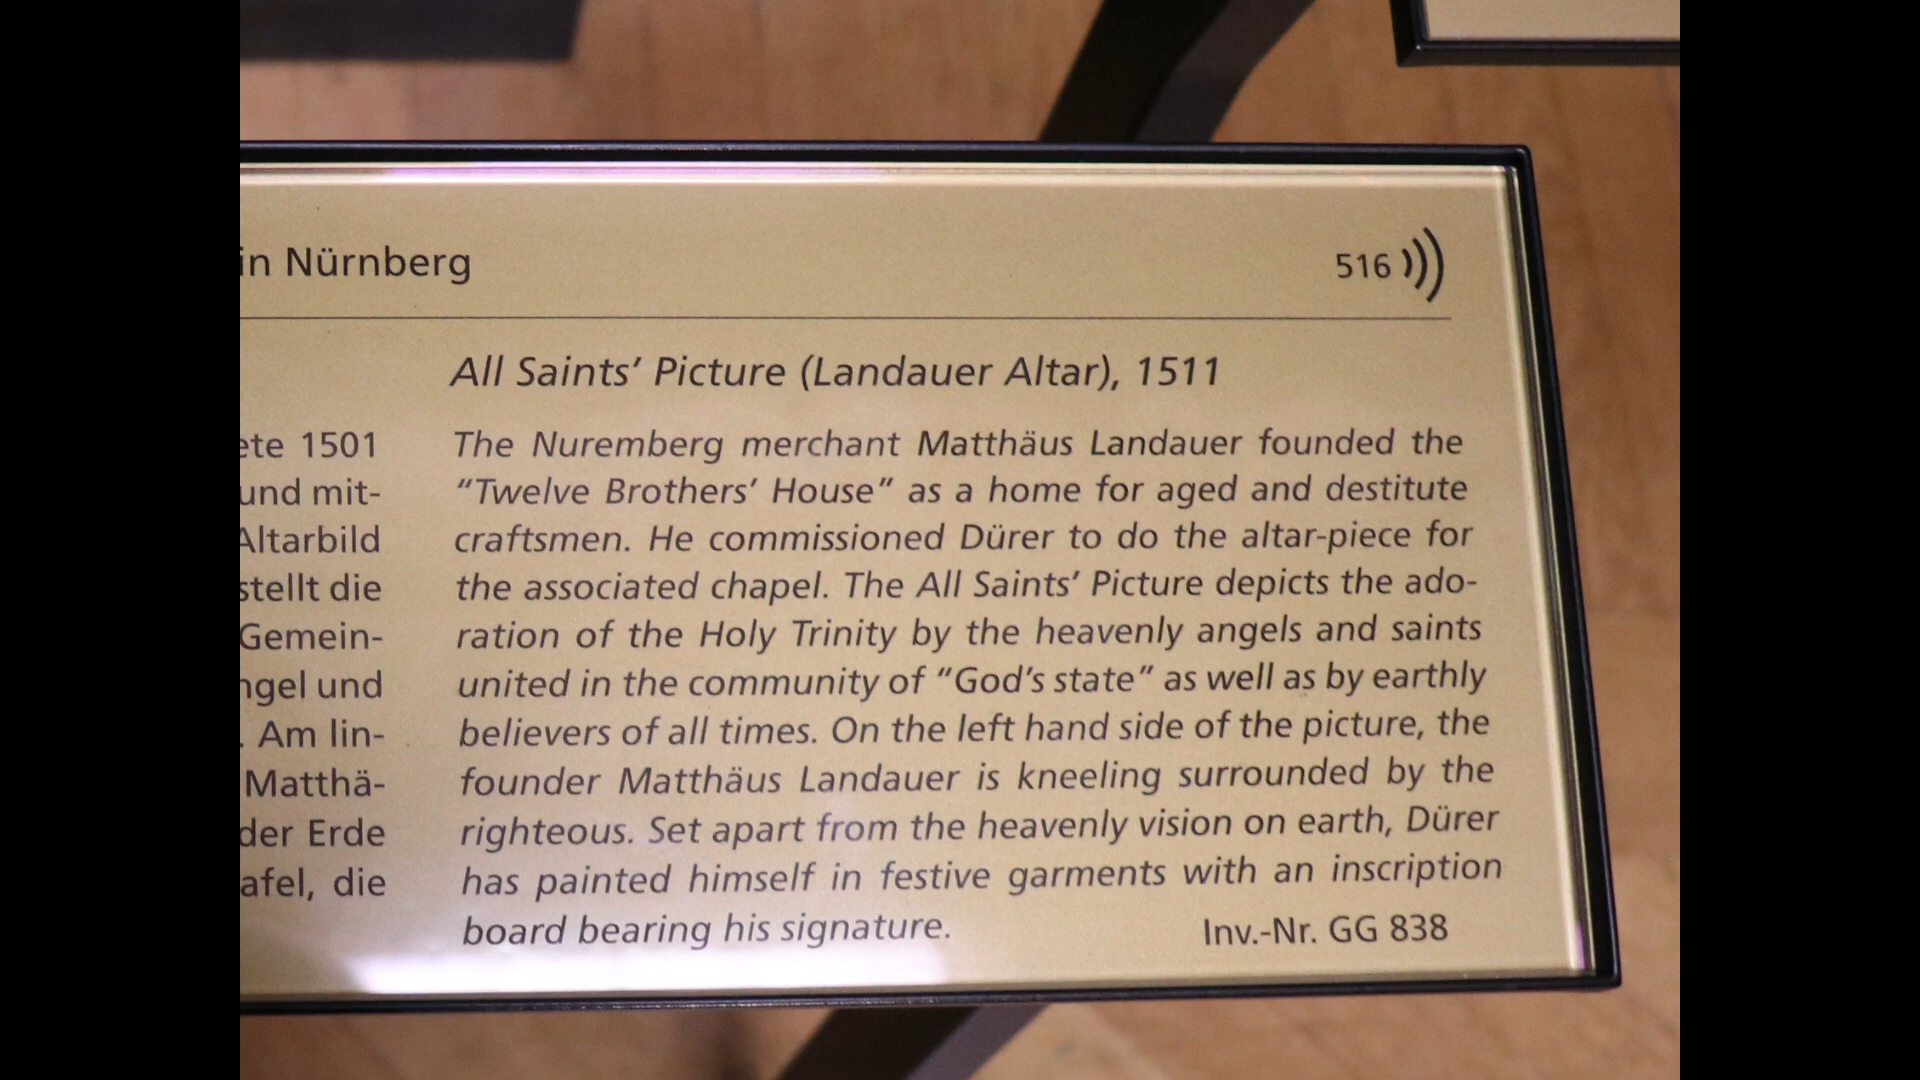 in Nürnberg
516
All Saints’ Picture (Landauer Altar), 1511
1501
und mit-
Altarbild
stellt die
Gemein-
und
Am lin-
Matthä-
der Erde
die
The Nuremberg merchant Matthäus Landauer founded the
“Twelve Brothers’ House” as a home for aged and destitute
craftsmen. He commissioned Dürer to do the altar-piece for
the associated chapel. The All Saints’ Picture depicts the ado-
ration of the Holy Trinity by the heavenly angels and saints
united in the community of “God’s state” as well as by earthly
believers of all times. On the left hand side of the picture, the
founder Matthäus Landauer is kneeling surrounded by the
righteous. Set apart from the heavenly vision on earth, Dürer
has painted himself in festive garments with an inscription
board bearing his signature.
Inv.-Nr. GG 838